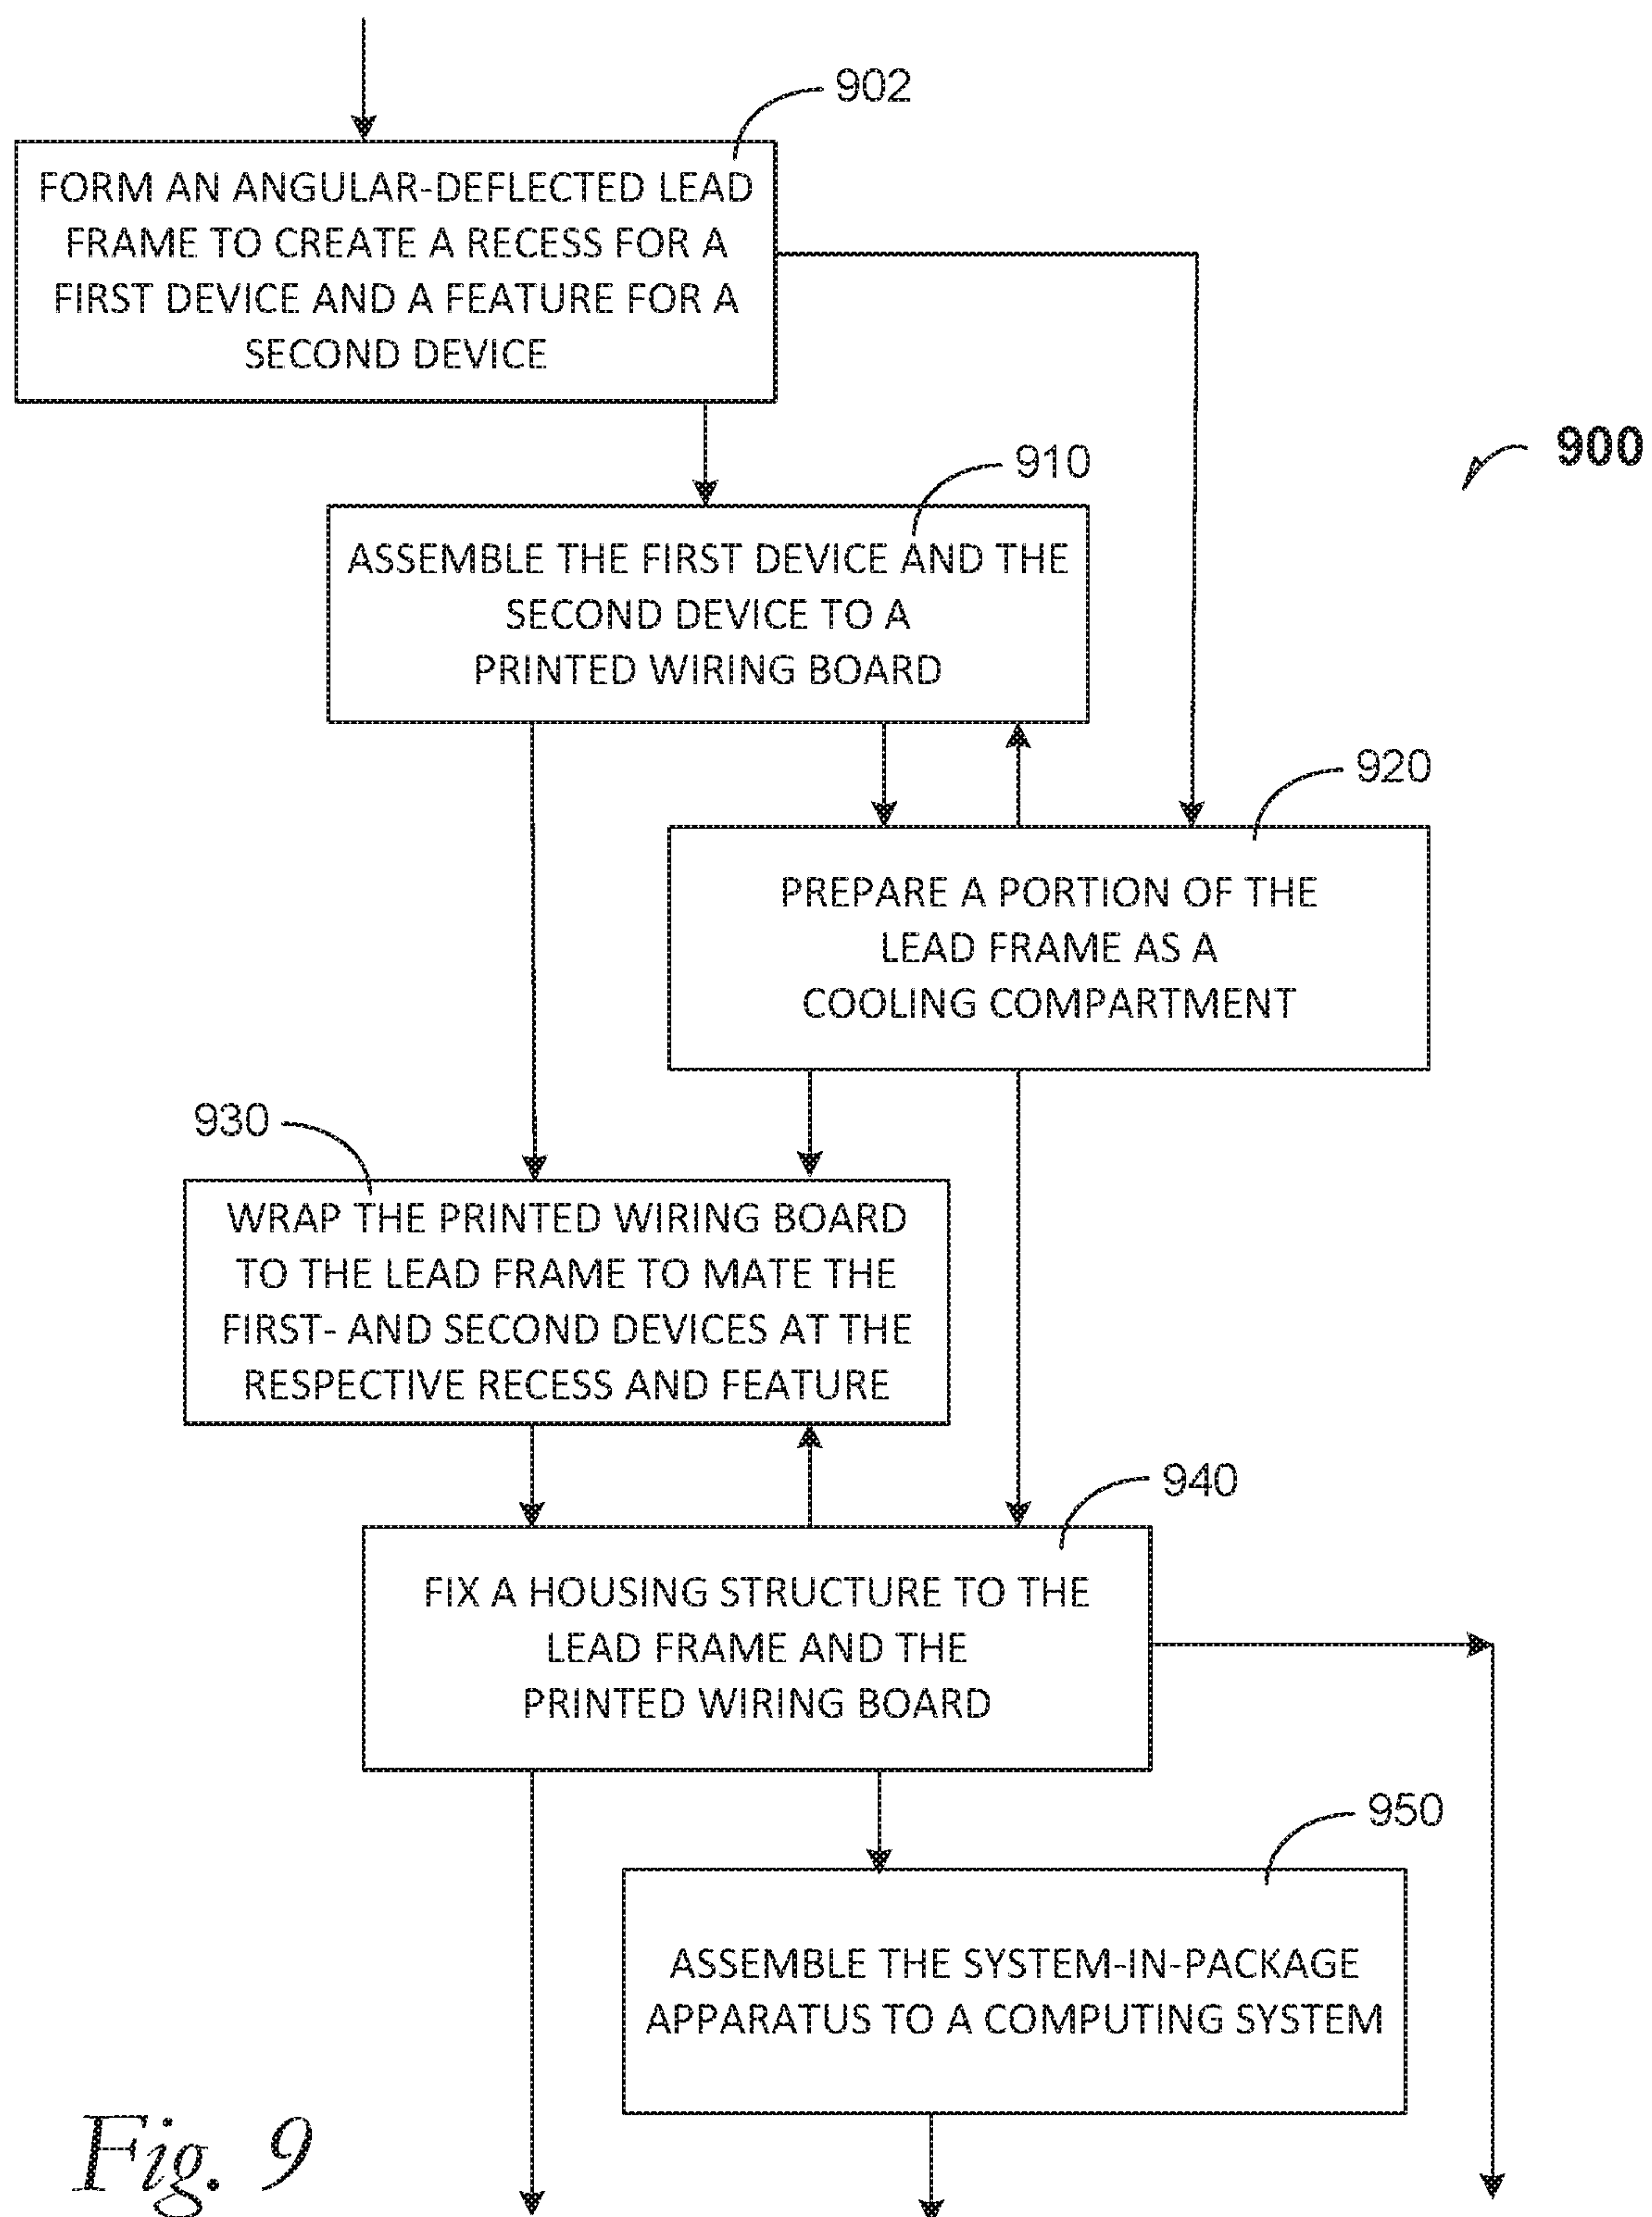 902
FORM AN ANGULAR-DEFLECTED LEAD
FRAME TO CREATE A RECESS FOR A
FIRST DEVICE AND A FEATURE FOR A
SECOND DEVICE
900
910
ASSEMBLE THE FIRST DEVICE AND THE
SECOND DEVICE TO A
PRINTED WIRING BOARD
920
PREPARE A PORTION OF THE
LEAD FRAME AS A
COOLING COMPARTMENT
930
WRAP THE PRINTED WIRING BOARD
TO THE LEAD FRAME TO MATE THE
FIRST- AND SECOND DEVICES AT THE
RESPECTIVE RECESS AND FEATURE
940
FIX A HOUSING STRUCTURE TO THE
LEAD FRAME AND THE
PRINTED WIRING BOARD
950
ASSEMBLE THE SYSTEM-IN-PACKAGE
APPARATUS TO A COMPUTING SYSTEM
Fig. 9